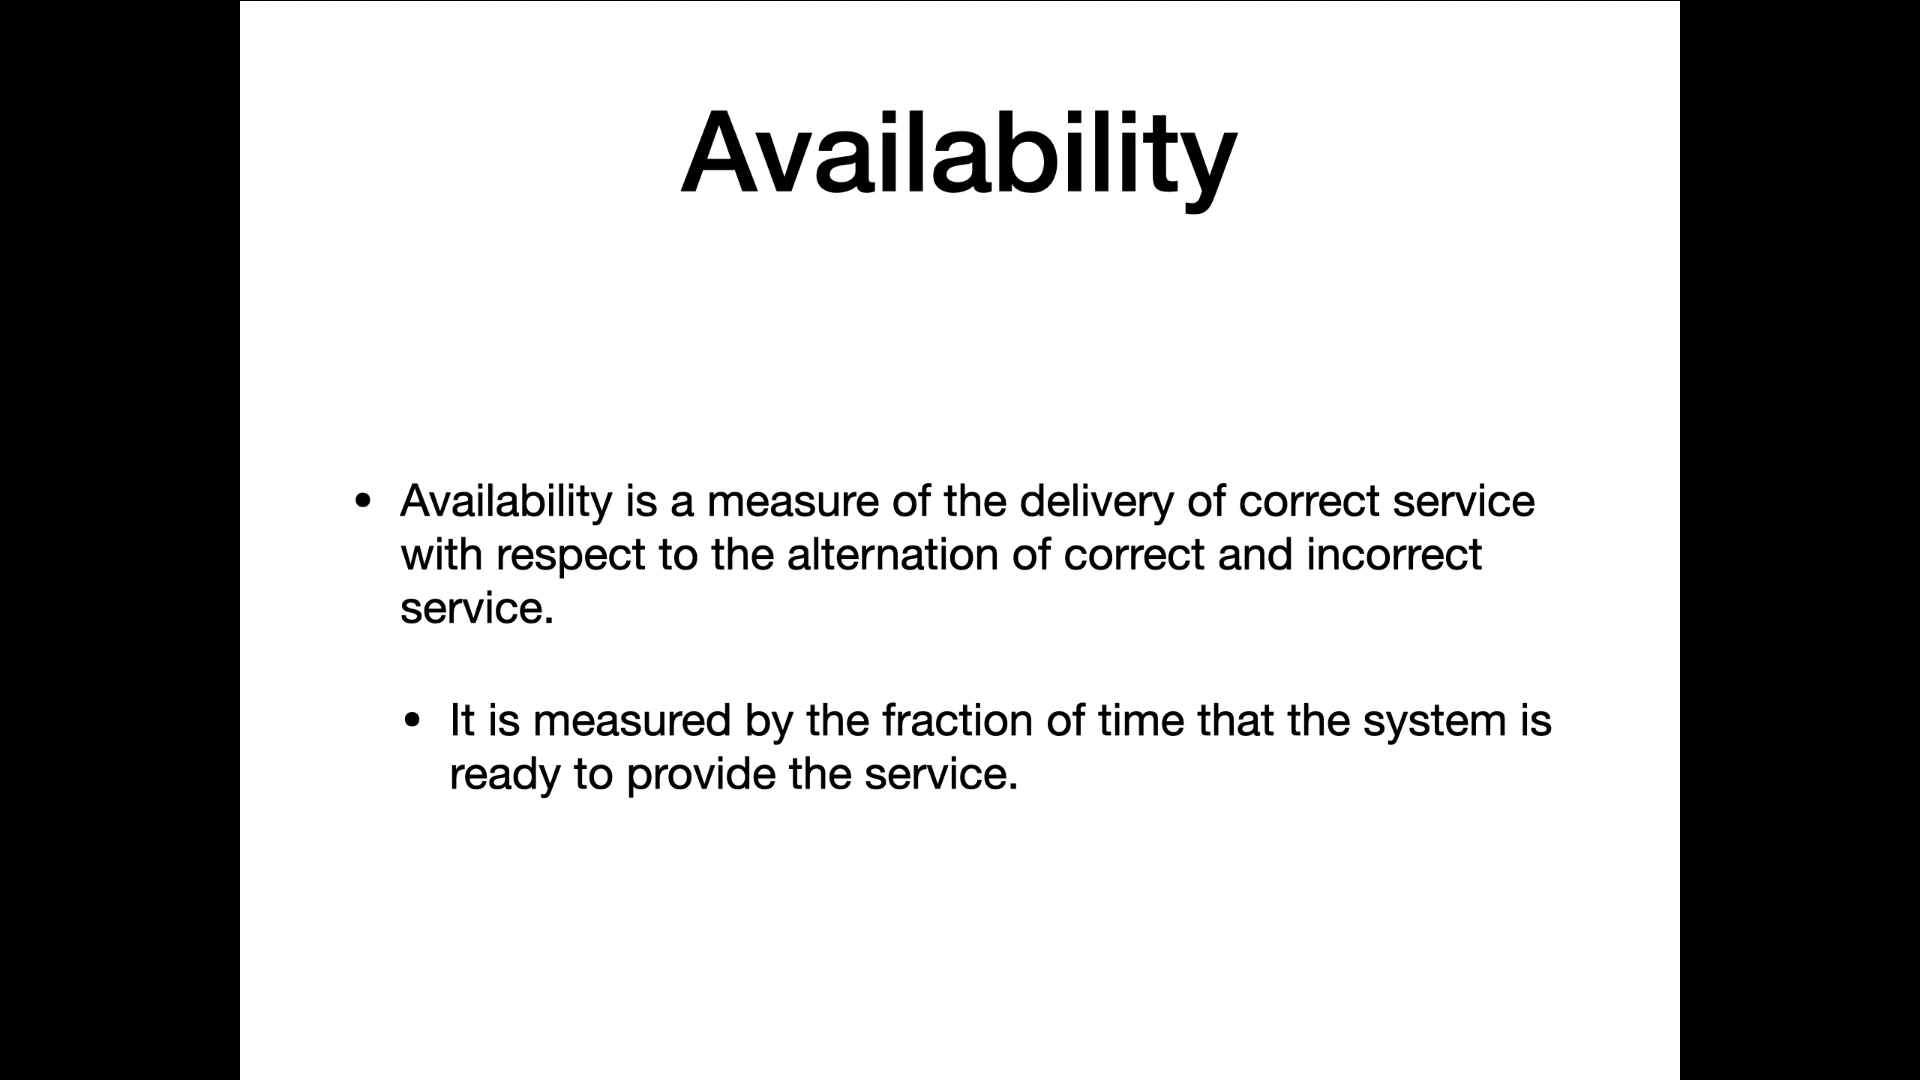 Availability
• Availability is a measure of the delivery of correct service
with respect to the alternation of correct and incorrect
service.
• It is measured by the fraction of time that the system is
ready to provide the service.